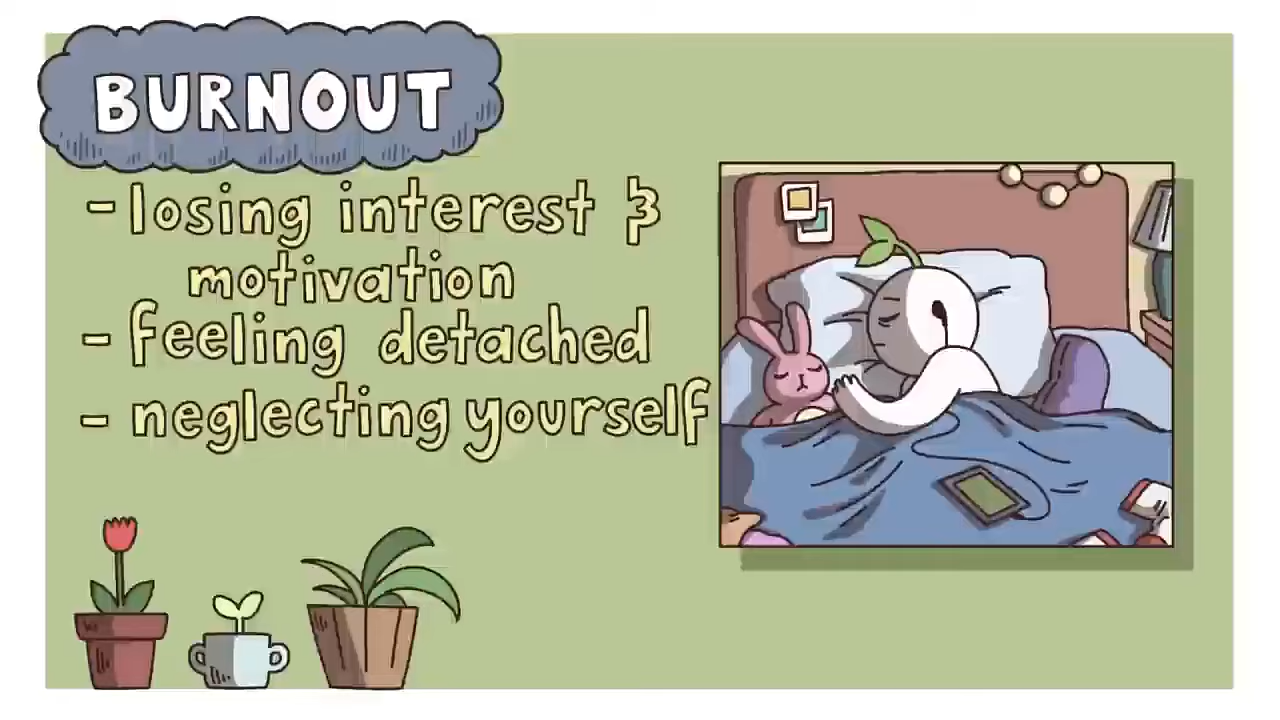 BURNOUT
- losing interest &
motivation
- feeling detached
- neglecting yourself